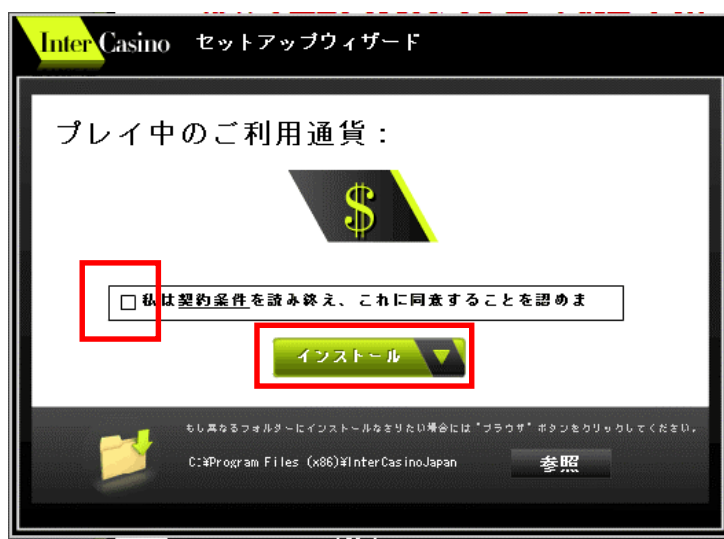 Inter Casino セットアップウィザード
プレイ中のご利用通貨：
$
私は契約条件を読み終え、これに同意することを認めま
インストール
もし異なるフォルダーにインストールなさりたい場合には "ブラウザ" ボタンをクリックしてください。
C:¥Program Files (x86)¥InterCasinoJapan
参照